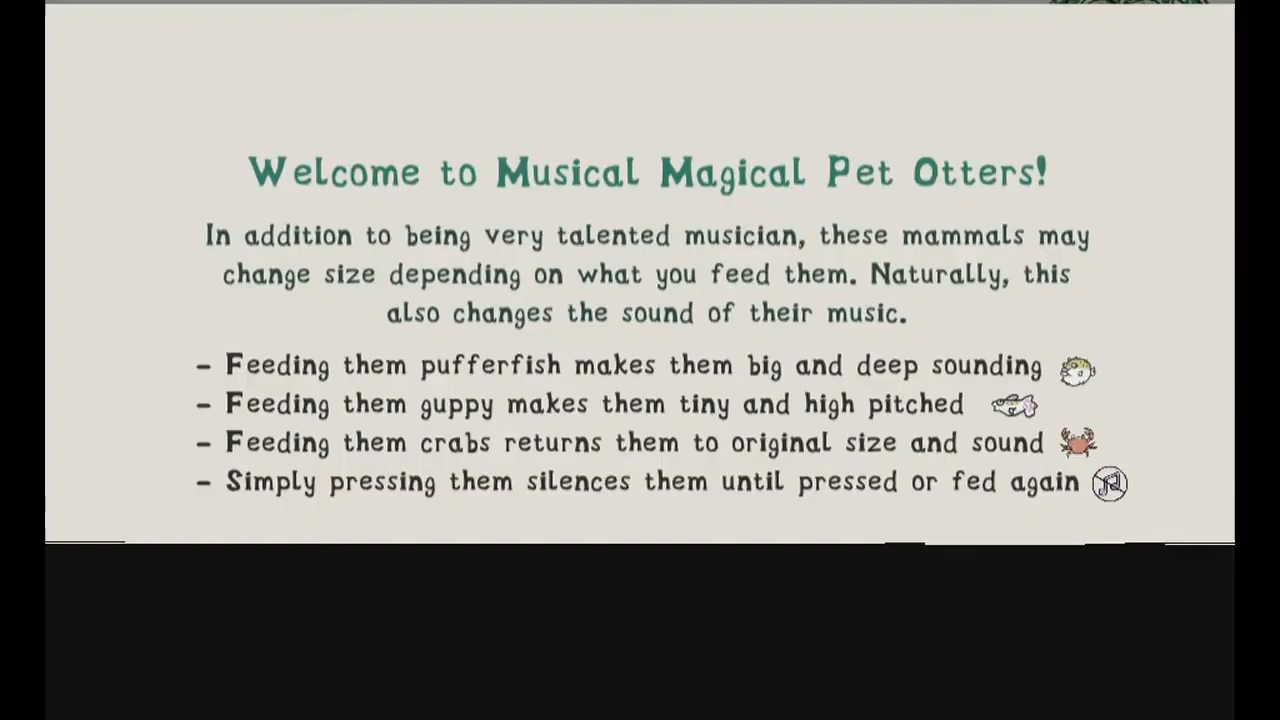 Welcome to Musical Magical Pet Otters!
In addition to being very talented musician, these mammals may
change size depending on what you feed them. Naturally, this
also changes the sound of their music.
- Feeding them pufferfish makes them big and deep sounding
- Feeding them guppy makes them tiny and high pitched
- Feeding them crabs returns them to original size and sound
- Simply pressing them silences them until pressed or fed again